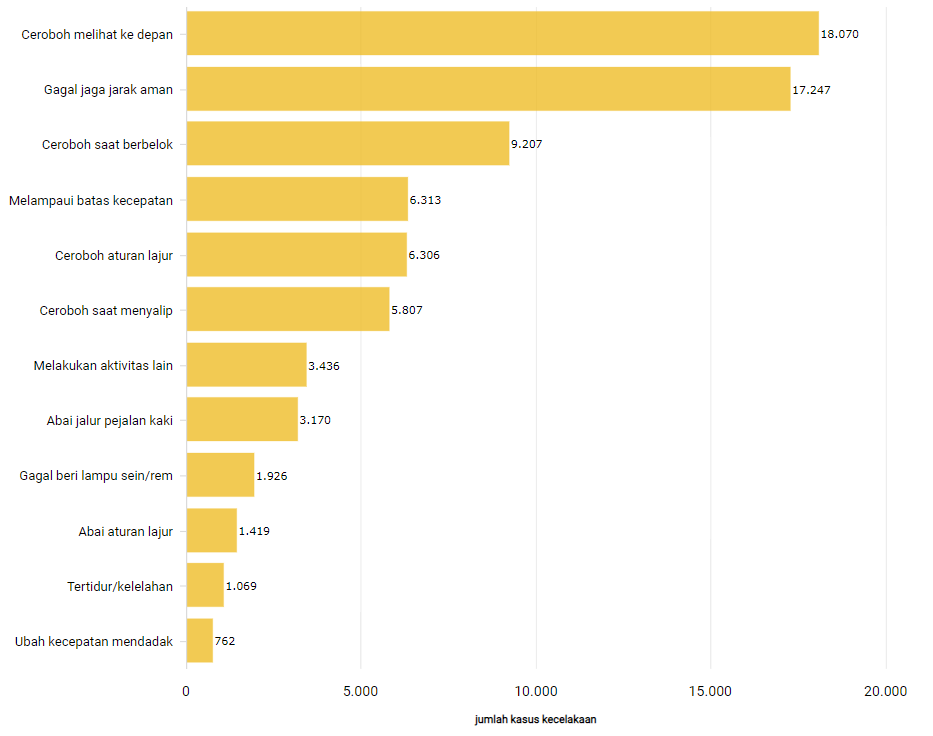 Ceroboh melihat ke depan 18.070
Gagal jaga jarak aman 17.247
Ceroboh saat berbelok 9.207
Melampaui batas kecepatan 6.313
Ceroboh aturan lajur 6.306
Ceroboh saat menyalip 5.807
Melakukan aktivitas lain 3.436
Abai jalur pejalan kaki 3.170
Gagal beri lampu sein/rem 1.926
Abai aturan lajur 1.419
Tertidur/kelelahan 1.069
Ubah kecepatan mendadak 762
0 5.000 10.000 15.000 20.000
jumlah kasus kecelakaan